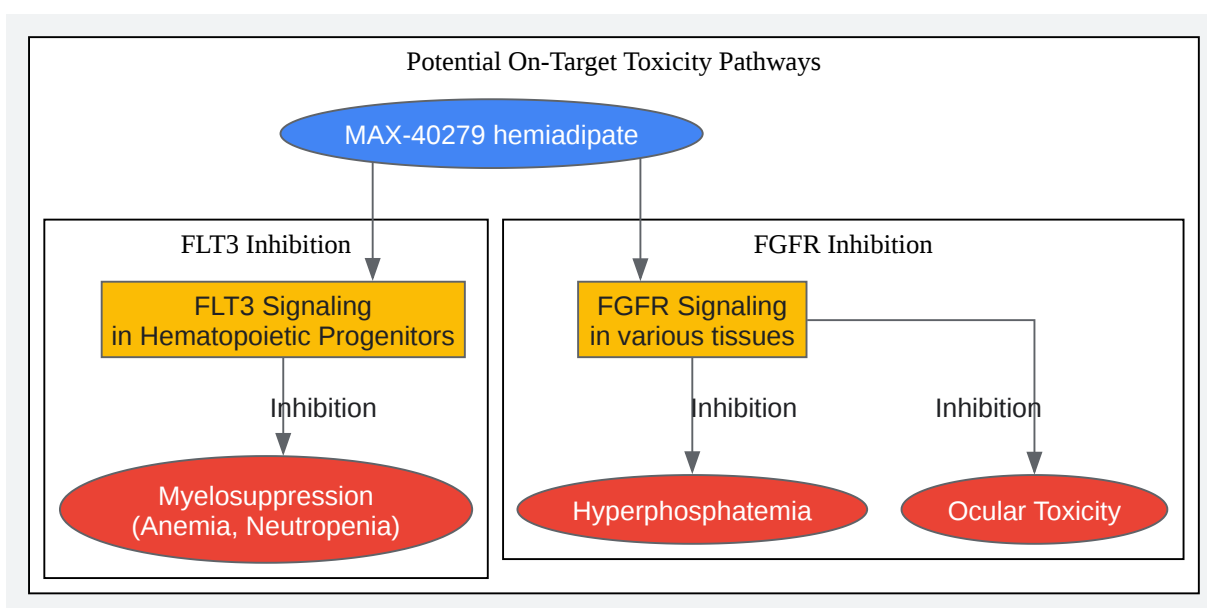 Potential On-Target Toxicity Pathways
MAX-40279 hemiadipate
FLT3 Inhibition
FLT3 Signaling
in Hematopoietic Progenitors
Inhibition
Myelosuppression
(Anemia, Neutropenia)
FGFR Inhibition
FGFR Signaling
in various tissues
Inhibition
Inhibition
Hyperphosphatemia
Ocular Toxicity